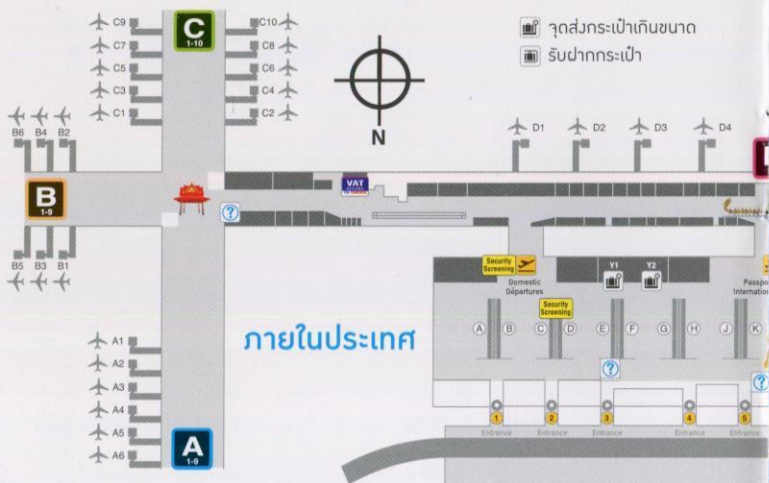 C9
C
1-10
C10
C7
C8
C5
C6
C3
C4
C1
C2
จุดส่งกระเป๋าเกินขนาด
รับฝากกระเป๋า
N
D1
D2
D3
D4
B6
B4
B2
B
1-9
VAT
?
B5
B3
B1
Security
Screening
Domestic
Departures
Y1
Y2
Security
Screening
A
B
C
D
E
F
G
H
J
K
ภายในประเทศ
A1
A2
A3
A4
A5
A6
A
1-9
?
?
1
2
3
4
5
Entrance
Entrance
Entrance
Entrance
Entrance